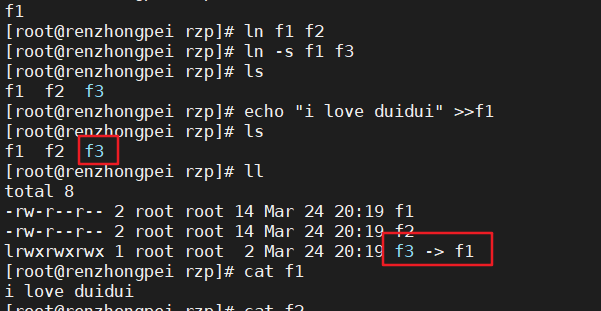 f1
[root@renzhongpei rzp]# ln f1 f2
[root@renzhongpei rzp]# ln -s f1 f3
[root@renzhongpei rzp]# ls
f1  f2  f3
[root@renzhongpei rzp]# echo "i love duidui" >>f1
[root@renzhongpei rzp]# ls
f1  f2  f3
[root@renzhongpei rzp]# ll
total 8
-rw-r--r-- 2 root root 14 Mar 24 20:19 f1
-rw-r--r-- 2 root root 14 Mar 24 20:19 f2
lrwxrwxrwx 1 root root  2 Mar 24 20:19 f3 -> f1
[root@renzhongpei rzp]# cat f1
i love duidui
[root@renzhongpei rzp]# cat f2